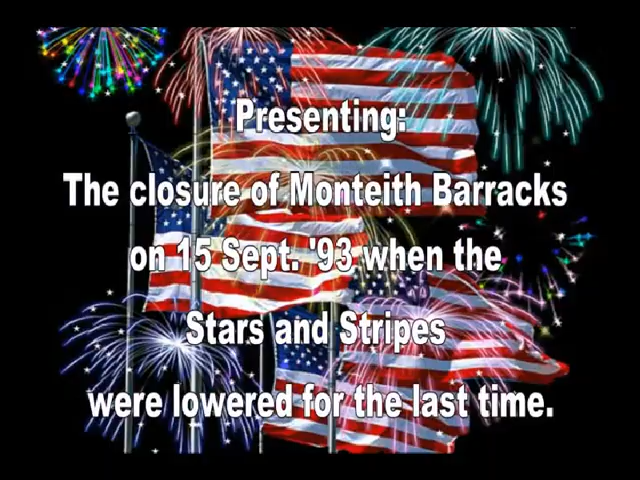 Presenting:
The closure of Monteith Barracks
on 15 Sept. '93 when the
Stars and Stripes
were lowered for the last time.